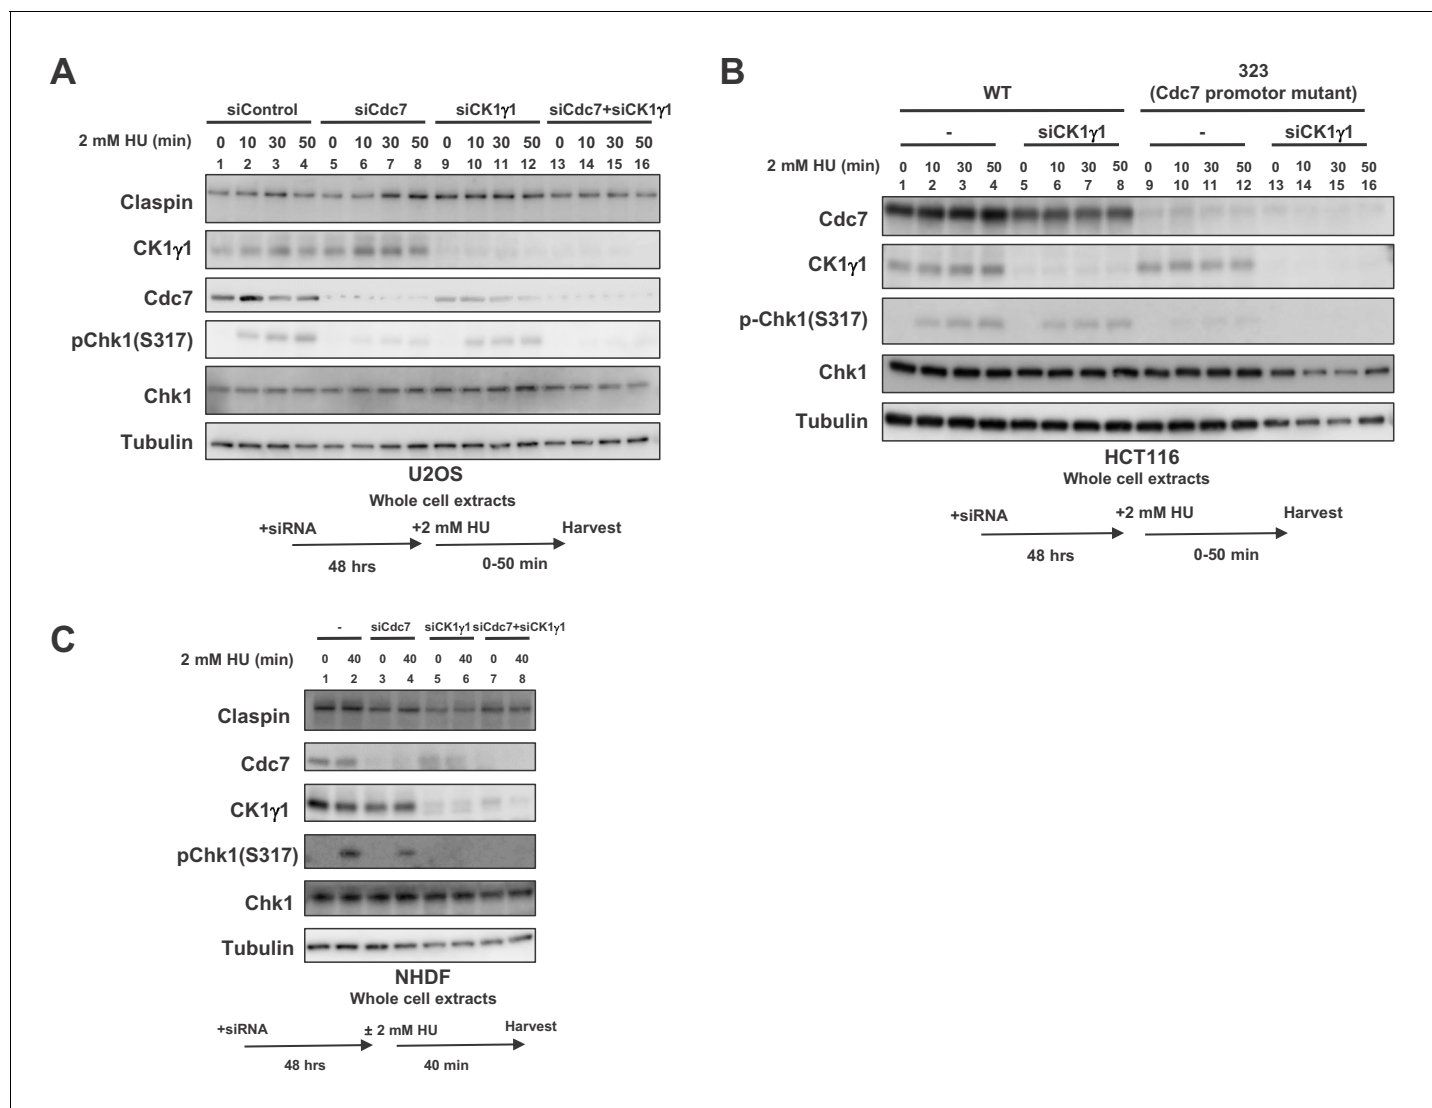 A
siControl siCdc7 siCK1γ1 siCdc7+siCK1γ1
2 mM HU (min) 0 10 30 50 0 10 30 50 0 10 30 50 0 10 30 50
1 2 3 4 5 6 7 8 9 10 11 12 13 14 15 16
Claspin
CK1γ1
Cdc7
pChk1(S317)
Chk1
Tubulin
U2OS
Whole cell extracts
+siRNA +2 mM HU Harvest
48 hrs 0-50 min
B
323
WT (Cdc7 promotor mutant)
- siCK1γ1 - siCK1γ1
2 mM HU (min) 0 10 30 50 0 10 30 50 0 10 30 50 0 10 30 50
1 2 3 4 5 6 7 8 9 10 11 12 13 14 15 16
Cdc7
CK1γ1
p-Chk1(S317)
Chk1
Tubulin
HCT116
Whole cell extracts
+siRNA +2 mM HU Harvest
48 hrs 0-50 min
C
- siCdc7 siCK1γ1 siCdc7+siCK1γ1
2 mM HU (min) 0 40 0 40 0 40 0 40
1 2 3 4 5 6 7 8
Claspin
Cdc7
CK1γ1
pChk1(S317)
Chk1
Tubulin
NHDF
Whole cell extracts
+siRNA ± 2 mM HU Harvest
48 hrs 40 min